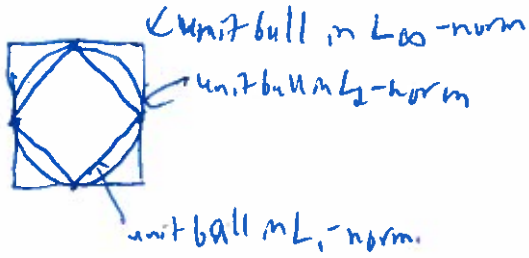 unit ball in L∞-norm
unit ball in L2-norm
unit ball in L1-norm.